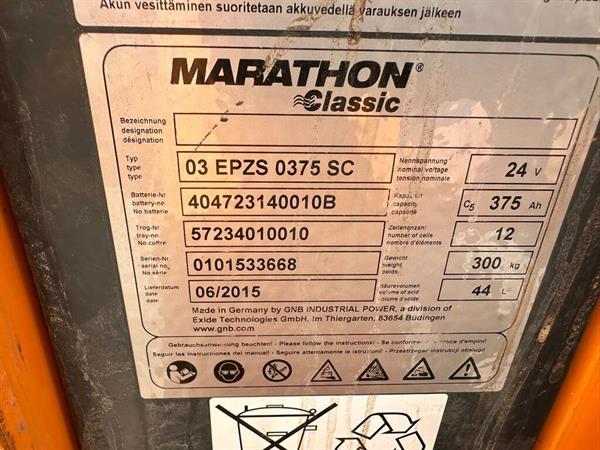 Akun vesittäminen suoritetaan akkuvedellä varauksen jälkeen
MARATHON®
Classic
Bezeichnung
designation
désignation
Typ
type
type
03 EPZS 0375 SC
Nennspannung
nominal voltage
tension nominale
24 V
Batterie-Nr
battery-no
No batterie
404723140010B
Kapazität
capacity
capacité
C5 375 Ah
Trog-Nr
tray-no.
No.coffre
57234010010
Zellenanzahl
number of cells
nombre d'éléments
12
Serien-Nr
serial no.
No.série
0101533668
Gewicht
weight
poids
300 kg
Lieferdatum
date
date
06/2015
Säurevolumen
volume of acid
volume d'acide
44 L
Made in Germany by GNB INDUSTRIAL POWER, a division of
Exide Technologies GmbH, Im Thiergarten, 63654 Büdingen
www.gnb.com
Gebrauchsanweisung beachten! • Please follow the instructions! • Se conformer
Seguir las instrucciones del manual! • Seguire attentamente le istruzioni! • Przestrzegać instrukcji obsługi!